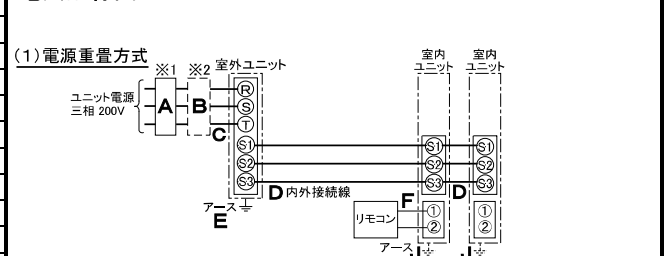 (1)電源重畳方式
※1
※2
室外ユニット
室内
ユニット
室内
ユニット
ユニット電源
三相 200V
A
B
C
R
S
T
S1
S2
S3
S1
S2
S3
S1
S2
S3
D 内外接続線
D
アース
E
F
リモコン
①
②
①
②
アース